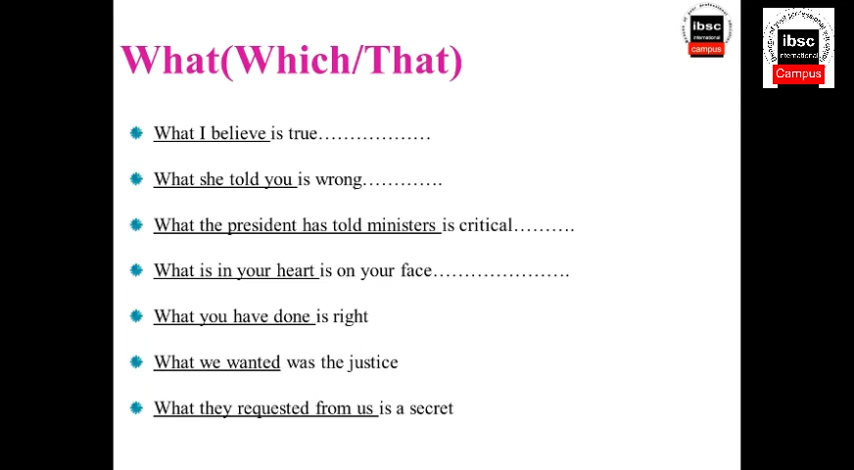 What(Which/That)
What I believe is true………………
What she told you is wrong………….
What the president has told ministers is critical……….
What is in your heart is on your face………………….
What you have done is right
What we wanted was the justice
What they requested from us is a secret
ibsc
international
campus
ibsc
international
Campus